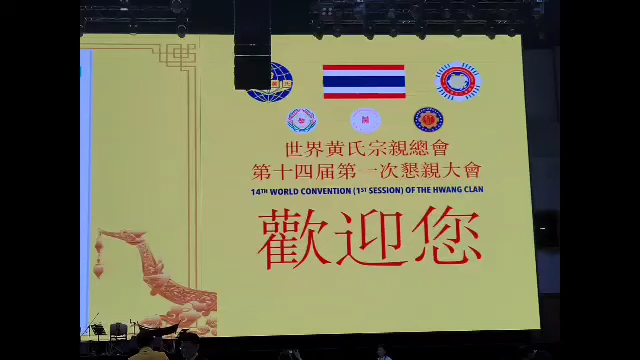 世界黃氏宗親總會
第十四届第一次懇親大會
14TH WORLD CONVENTION (1ST SESSION) OF THE HWANG CLAN
歡迎您